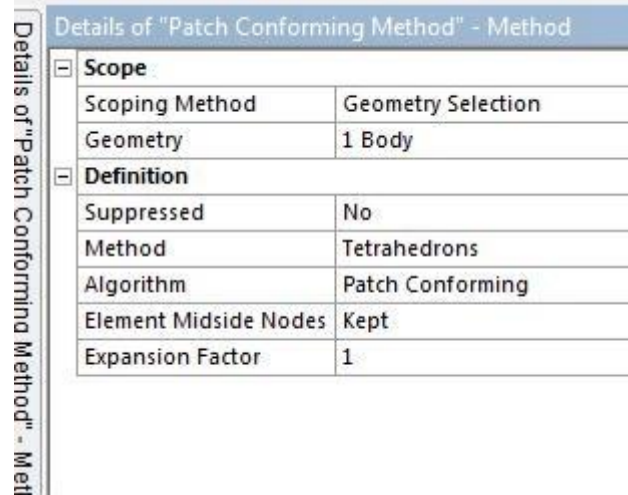 Details of "Patch Conforming Method" - Method
Scope
Scoping Method Geometry Selection
Geometry 1 Body
Definition
Suppressed No
Method Tetrahedrons
Algorithm Patch Conforming
Element Midside Nodes Kept
Expansion Factor 1
Details of "Patch Conforming Method" - Met